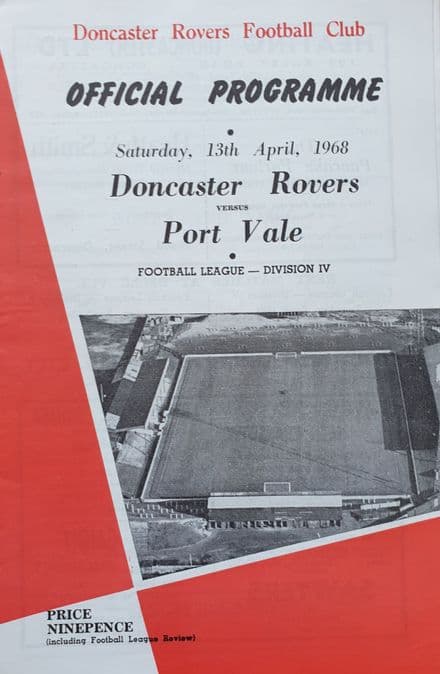 Doncaster Rovers Football Club
OFFICIAL PROGRAMME
Saturday, 13th April, 1968
Doncaster Rovers
VERSUS
Port Vale
FOOTBALL LEAGUE — DIVISION IV
PRICE
NINEPENCE
(including Football League Review)